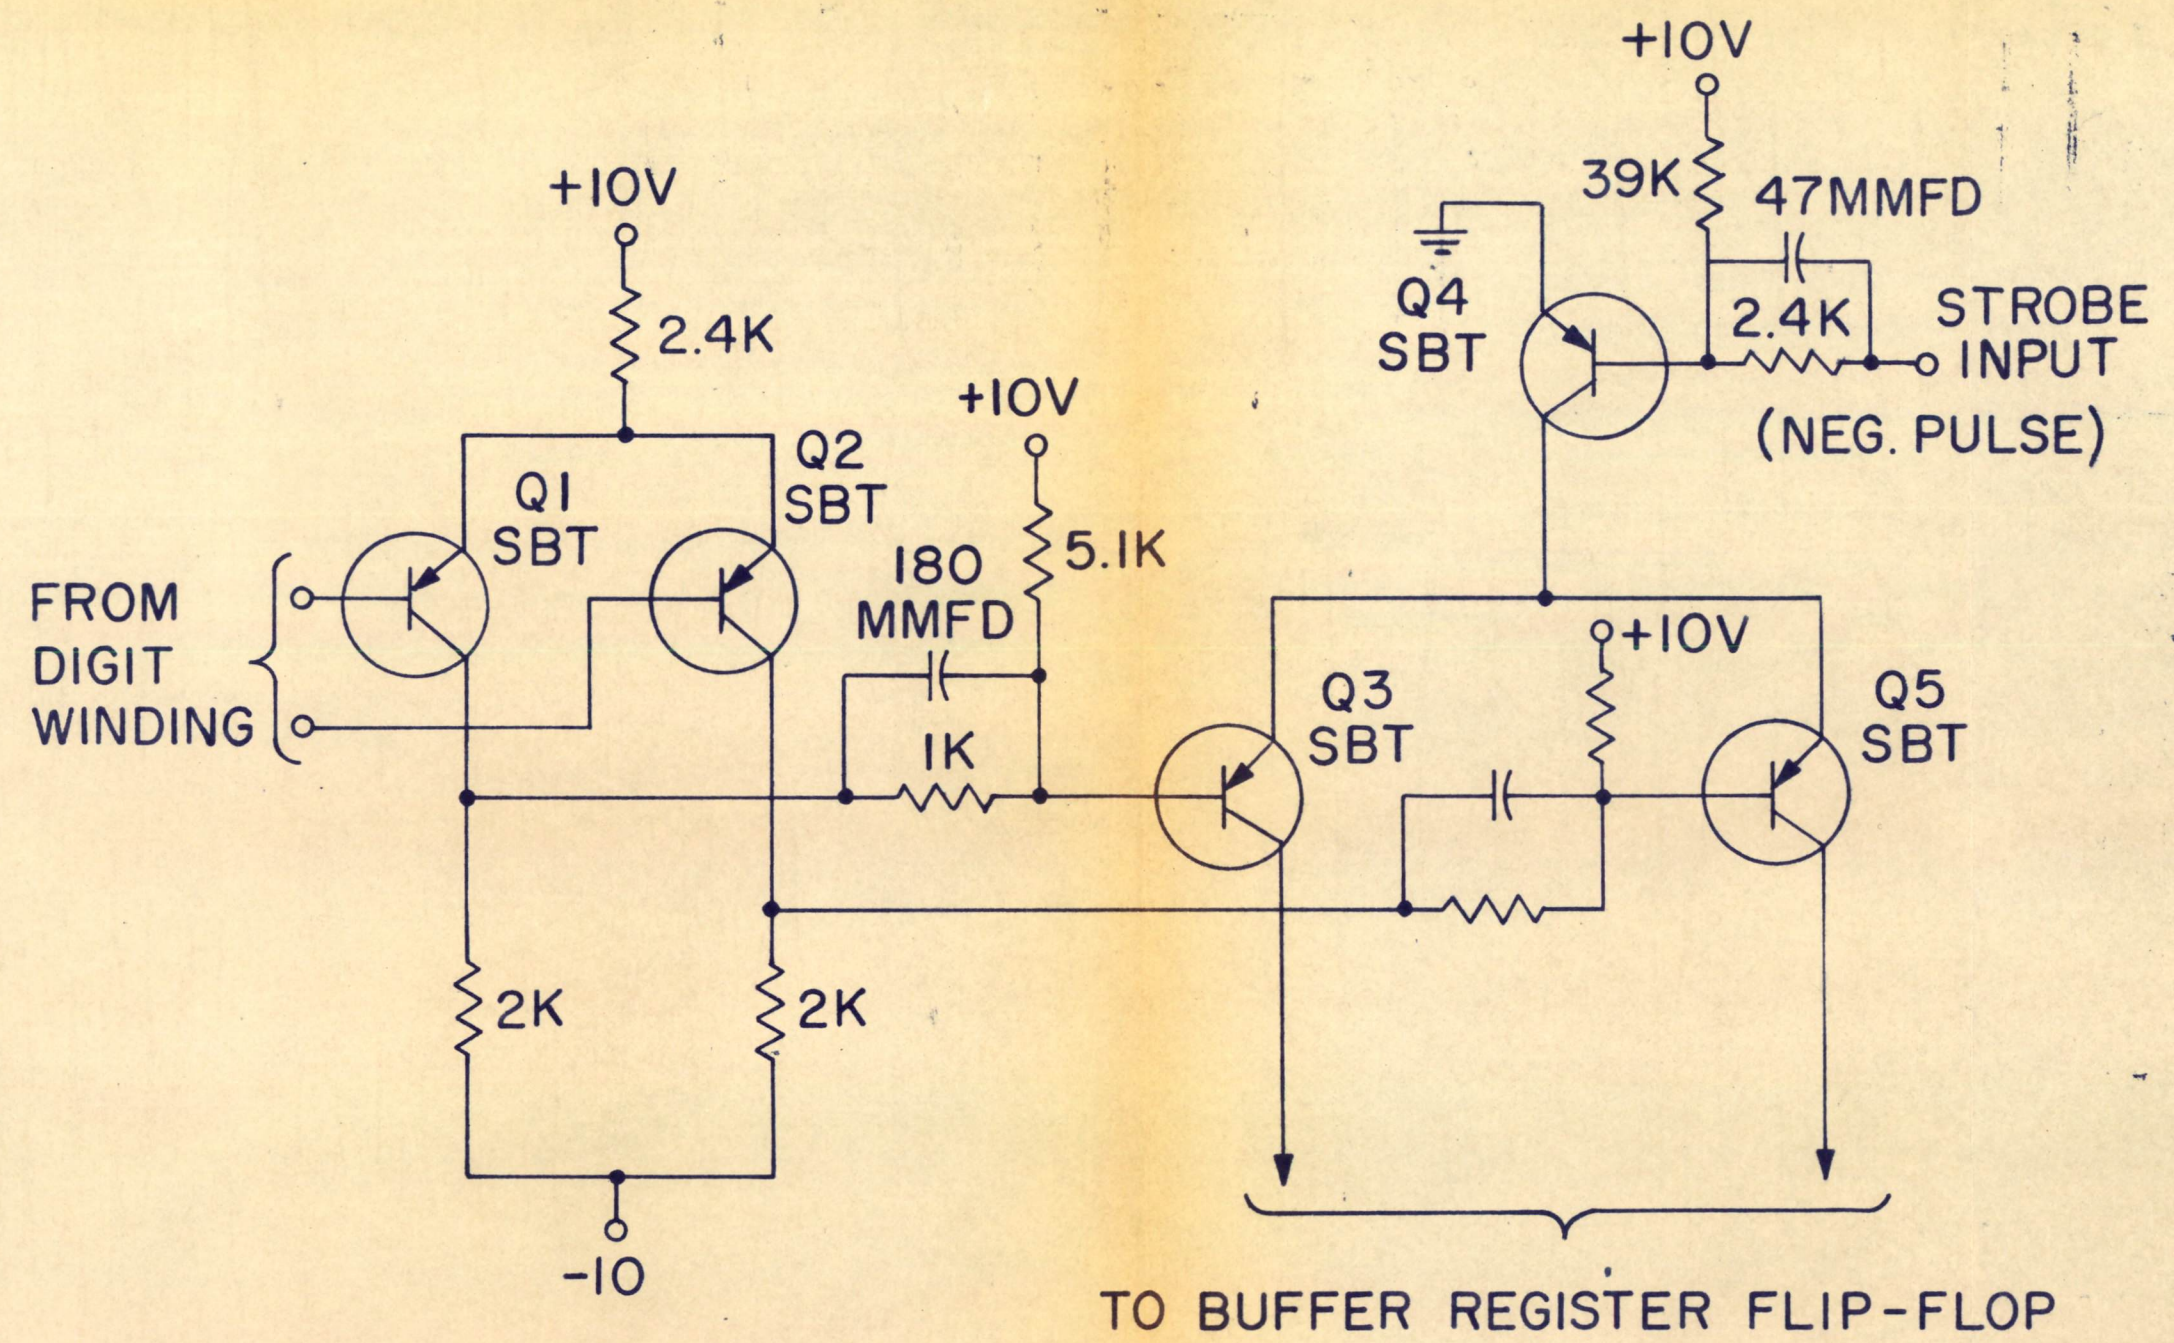 +10V
39K
47MMFD
+10V
Q4
SBT
2.4K
STROBE
INPUT
(NEG. PULSE)
2.4K
+10V
Q1
SBT
Q2
SBT
180
MMFD
5.1K
FROM
DIGIT
WINDING
+10V
1K
Q3
SBT
Q5
SBT
2K
2K
-10
TO BUFFER REGISTER FLIP-FLOP